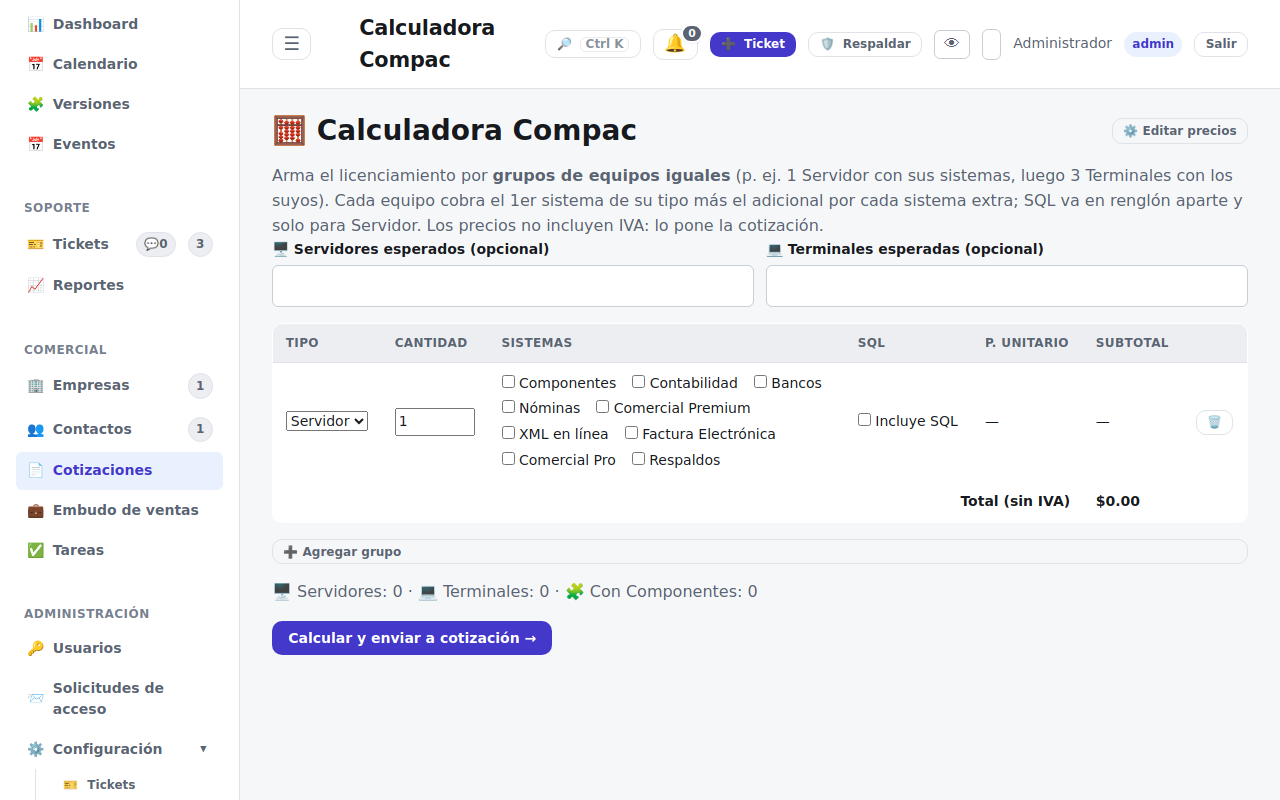 Dashboard
Calendario
Versiones
Eventos
SOPORTE
Tickets 0 3
Reportes
COMERCIAL
Empresas 1
Contactos 1
Cotizaciones
Embudo de ventas
Tareas
ADMINISTRACIÓN
Usuarios
Solicitudes de
acceso
Configuración
Tickets
Calculadora
Compac
Ctrl K
0
Ticket
Respaldar
Administrador
admin
Salir
Calculadora Compac
Editar precios
Arma el licenciamiento por grupos de equipos iguales (p. ej. 1 Servidor con sus sistemas, luego 3 Terminales con los
suyos). Cada equipo cobra el 1er sistema de su tipo más el adicional por cada sistema extra; SQL va en renglón aparte y
solo para Servidor. Los precios no incluyen IVA: lo pone la cotización.
Servidores esperados (opcional)
Terminales esperadas (opcional)
TIPO CANTIDAD SISTEMAS SQL P. UNITARIO SUBTOTAL
Servidor
1
Componentes Contabilidad Bancos
Nóminas Comercial Premium
XML en línea Factura Electrónica
Comercial Pro Respaldos
Incluye SQL
—
—
Total (sin IVA) $0.00
Agregar grupo
Servidores: 0 · Terminales: 0 · Con Componentes: 0
Calcular y enviar a cotización →